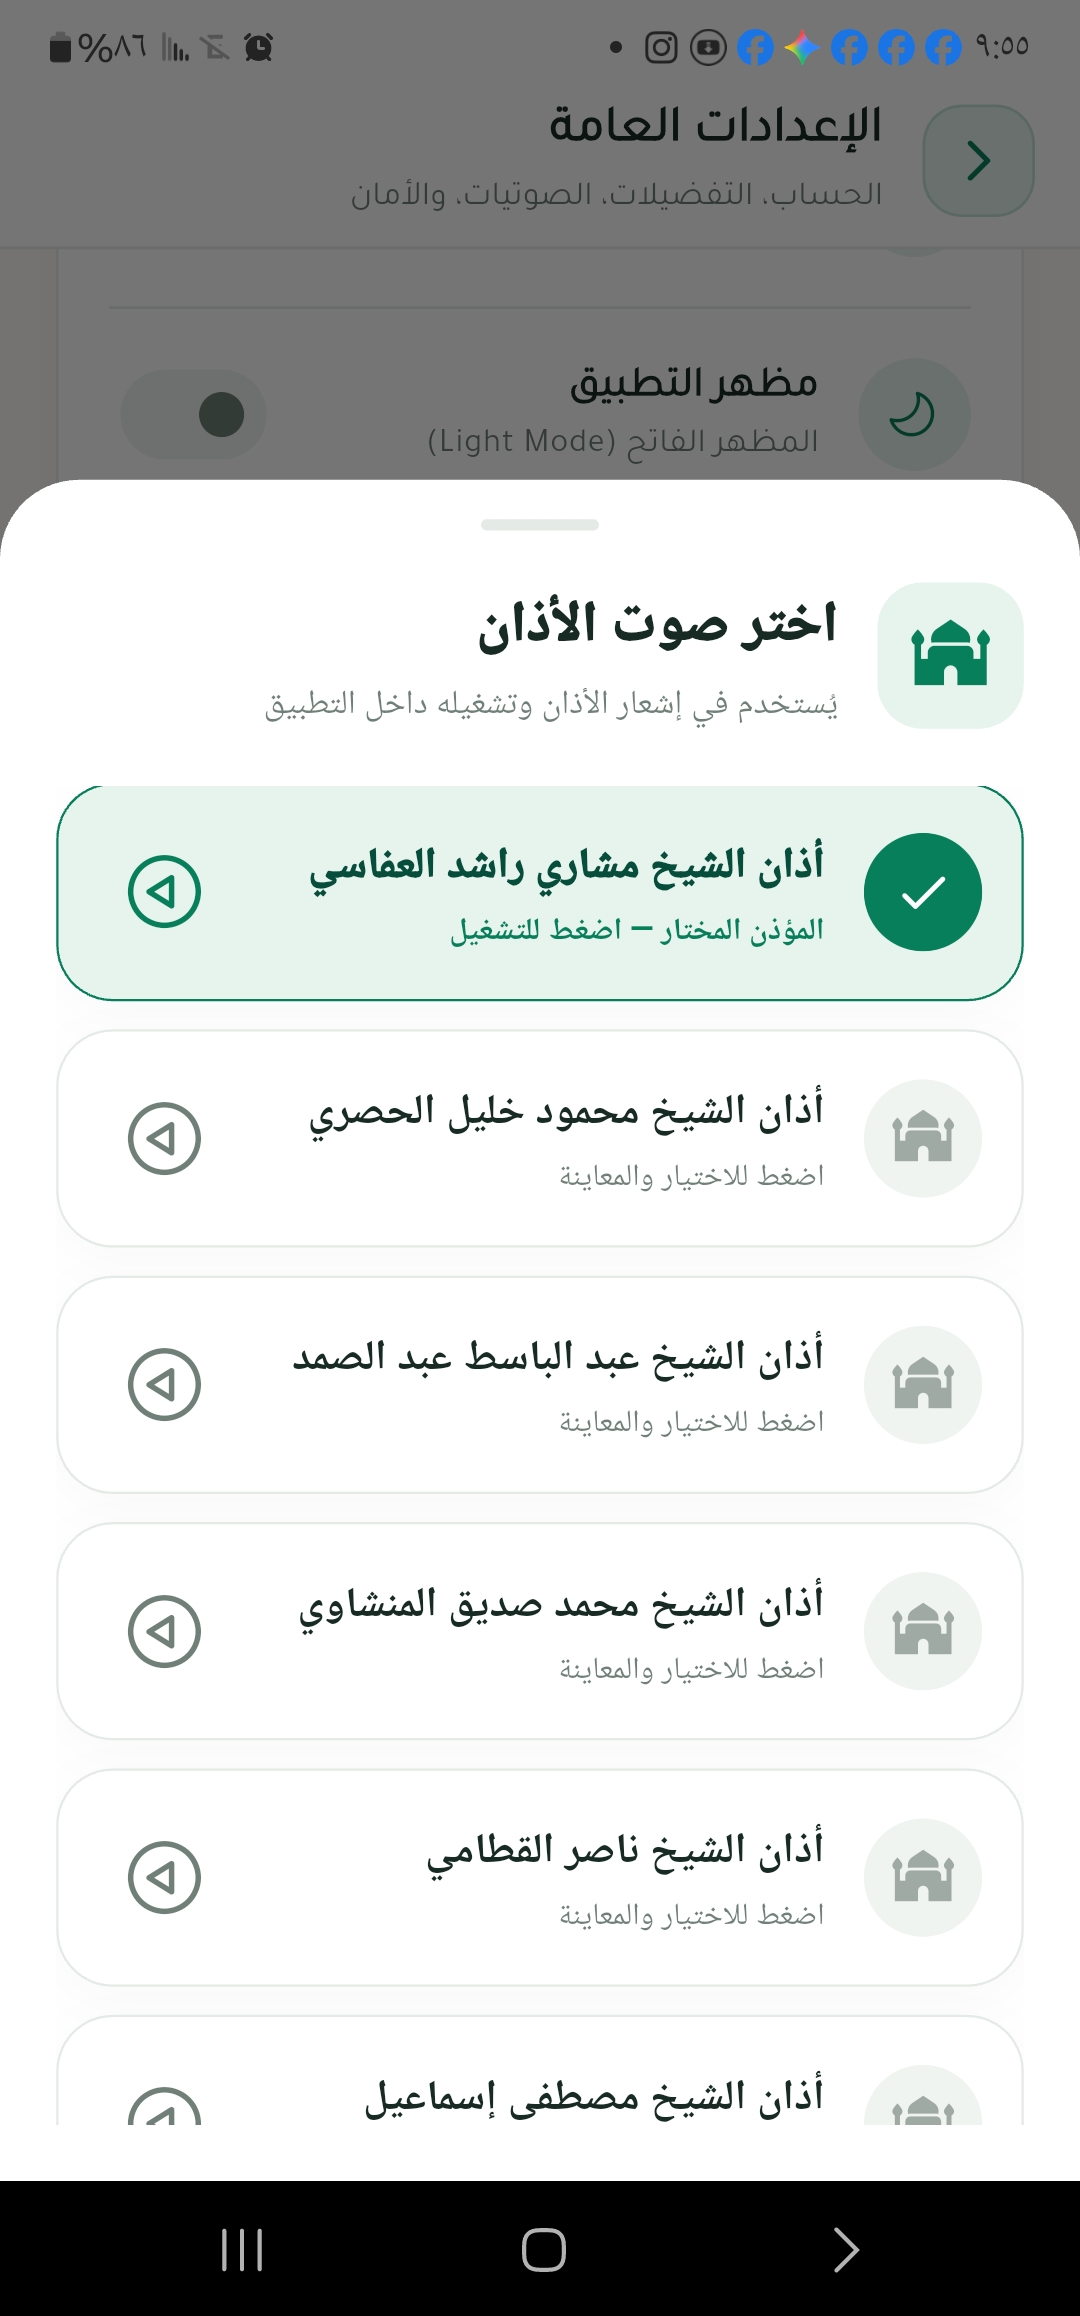 ٩:٥٥
%٨٦
الإعدادات العامة
الحساب، التفضيلات، الصوتيات، والأمان
مظهر التطبيق
المظهر الفاتح (Light Mode)
اختر صوت الأذان
يُستخدم في إشعار الأذان وتشغيله داخل التطبيق
أذان الشيخ مشاري راشد العفاسي
المؤذن المختار — اضغط للتشغيل
أذان الشيخ محمود خليل الحصري
اضغط للاختيار والمعاينة
أذان الشيخ عبد الباسط عبد الصمد
اضغط للاختيار والمعاينة
أذان الشيخ محمد صديق المنشاوي
اضغط للاختيار والمعاينة
أذان الشيخ ناصر القطامي
اضغط للاختيار والمعاينة
أذان الشيخ مصطفى إسماعيل